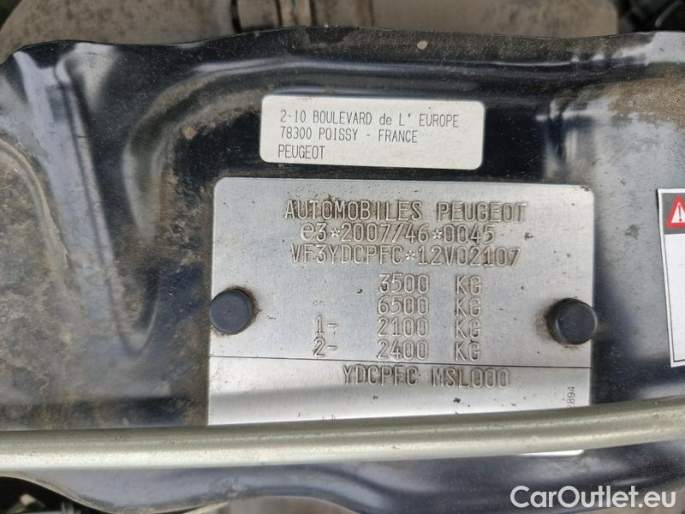 2-10 BOULEVARD de L' EUROPE
78300 POISSY - FRANCE
PEUGEOT
AUTOMOBILES PEUGEOT
e3*2007/46*0045
VF3YDCPFC*12V02107
3500 KG
6500 KG
1- 2100 KG
2- 2400 KG
YDCPFC MSL000
2894
CarOutlet.eu